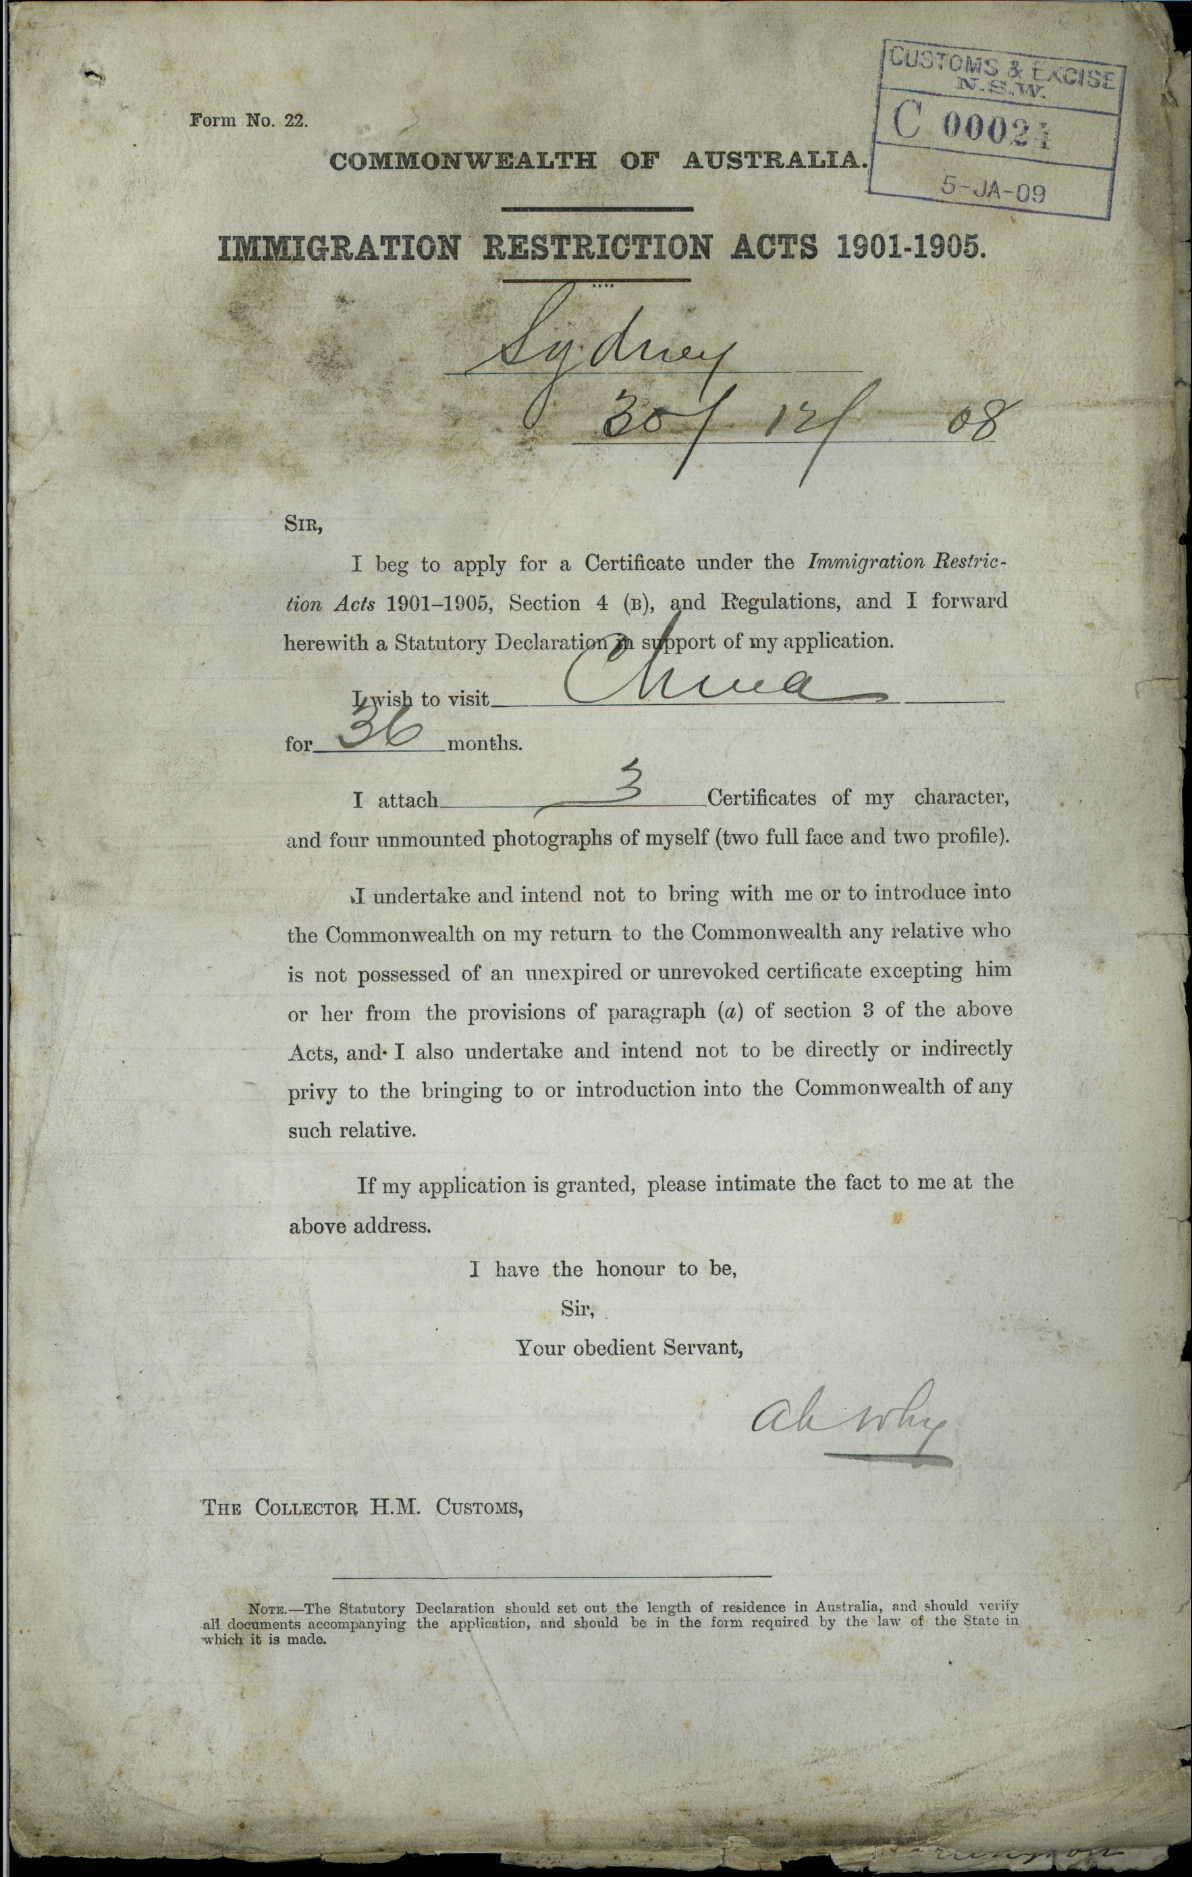 CUSTOMS & EXCISE
N.S.W.
C 00024
5-JA-09
Form No. 22.
COMMONWEALTH OF AUSTRALIA.
IMMIGRATION RESTRICTION ACTS 1901-1905.
Sydney
30/ 12/ 08
SIR,
I beg to apply for a Certificate under the Immigration Restric-
tion Acts 1901–1905, Section 4 (B), and Regulations, and I forward
herewith a Statutory Declaration in support of my application.
I wish to visit China
for 36 months.
I attach 3 Certificates of my character,
and four unmounted photographs of myself (two full face and two profile).
I undertake and intend not to bring with me or to introduce into
the Commonwealth on my return to the Commonwealth any relative who
is not possessed of an unexpired or unrevoked certificate excepting him
or her from the provisions of paragraph (a) of section 3 of the above
Acts, and I also undertake and intend not to be directly or indirectly
privy to the bringing to or introduction into the Commonwealth of any
such relative.
If my application is granted, please intimate the fact to me at the
above address.
I have the honour to be,
Sir,
Your obedient Servant,
Ah Why
THE COLLECTOR H.M. CUSTOMS,
NOTE.—The Statutory Declaration should set out the length of residence in Australia, and should verify
all documents accompanying the application, and should be in the form required by the law of the State in
which it is made.